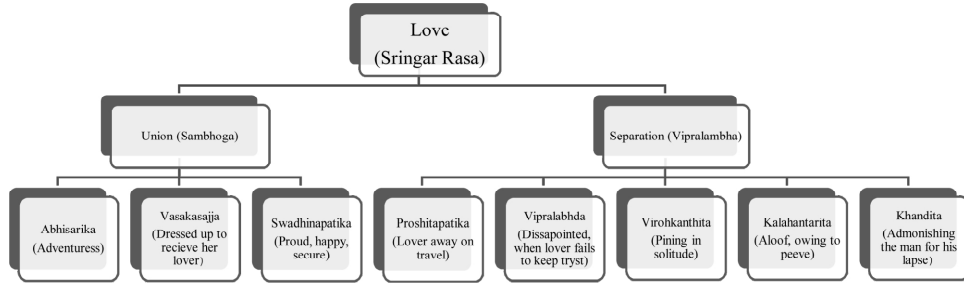 Love
(Sringar Rasa)
Union (Sambhoga)
Separation (Vipralambha)
Abhisarika
(Adventuress)
Vasakasajja
(Dressed up to
recieve her
lover)
Swadhinapatika
(Proud, happy,
secure)
Proshitapatika
(Lover away on
travel)
Vipralabhda
(Dissapointed,
when lover fails
to keep tryst)
Virohkanthita
(Pining in
solitude)
Kalahantarita
(Aloof, owing to
peeve)
Khandita
(Admonishing
the man for his
lapse)